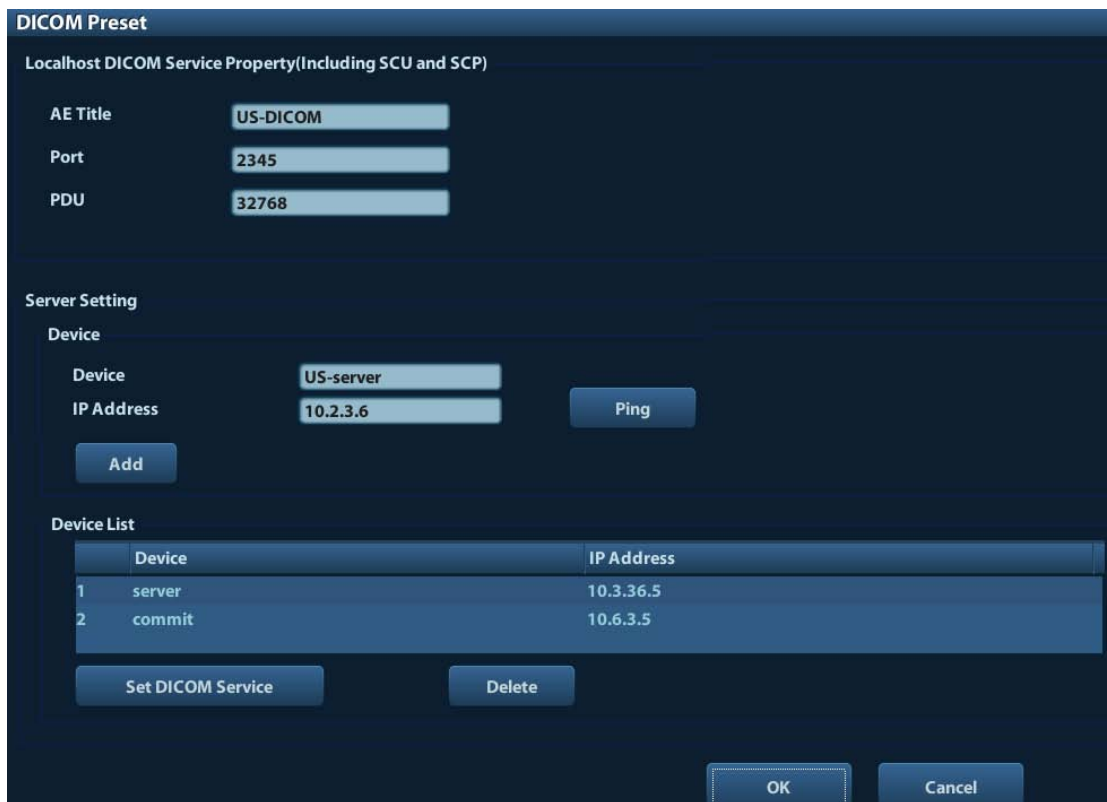 DICOM Preset
Localhost DICOM Service Property(Including SCU and SCP)
AE Title US-DICOM
Port 2345
PDU 32768
Server Setting
Device
Device US-server
IP Address 10.2.3.6 Ping
Add
Device List
Device IP Address
1 server 10.3.36.5
2 commit 10.6.3.5
Set DICOM Service Delete
OK Cancel